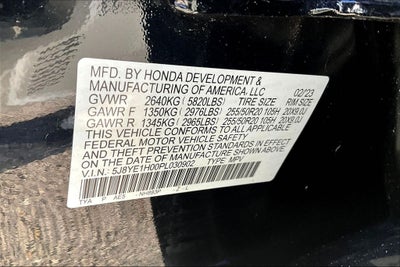 MFD. BY HONDA DEVELOPMENT &
MANUFACTURING OF AMERICA, LLC 02/23
GVWR 2640KG (5820LBS) TIRE SIZE RIM SIZE
GAWR F 1350KG (2976LBS) 255/50R20 105H 20X9.0J
GAWR R 1345KG (2965LBS) 255/50R20 105H 20X9.0J
THIS VEHICLE CONFORMS TO ALL APPLICABLE
FEDERAL MOTOR VEHICLE SAFETY
AND THEFT PREVENTION STANDARDS IN EFFECT
ON THE DATE OF MANUFACTURE SHOWN ABOVE.
V.I.N.: 5J8YE1H00PL030902 TYPE: MPV
TYA P AES NH893P